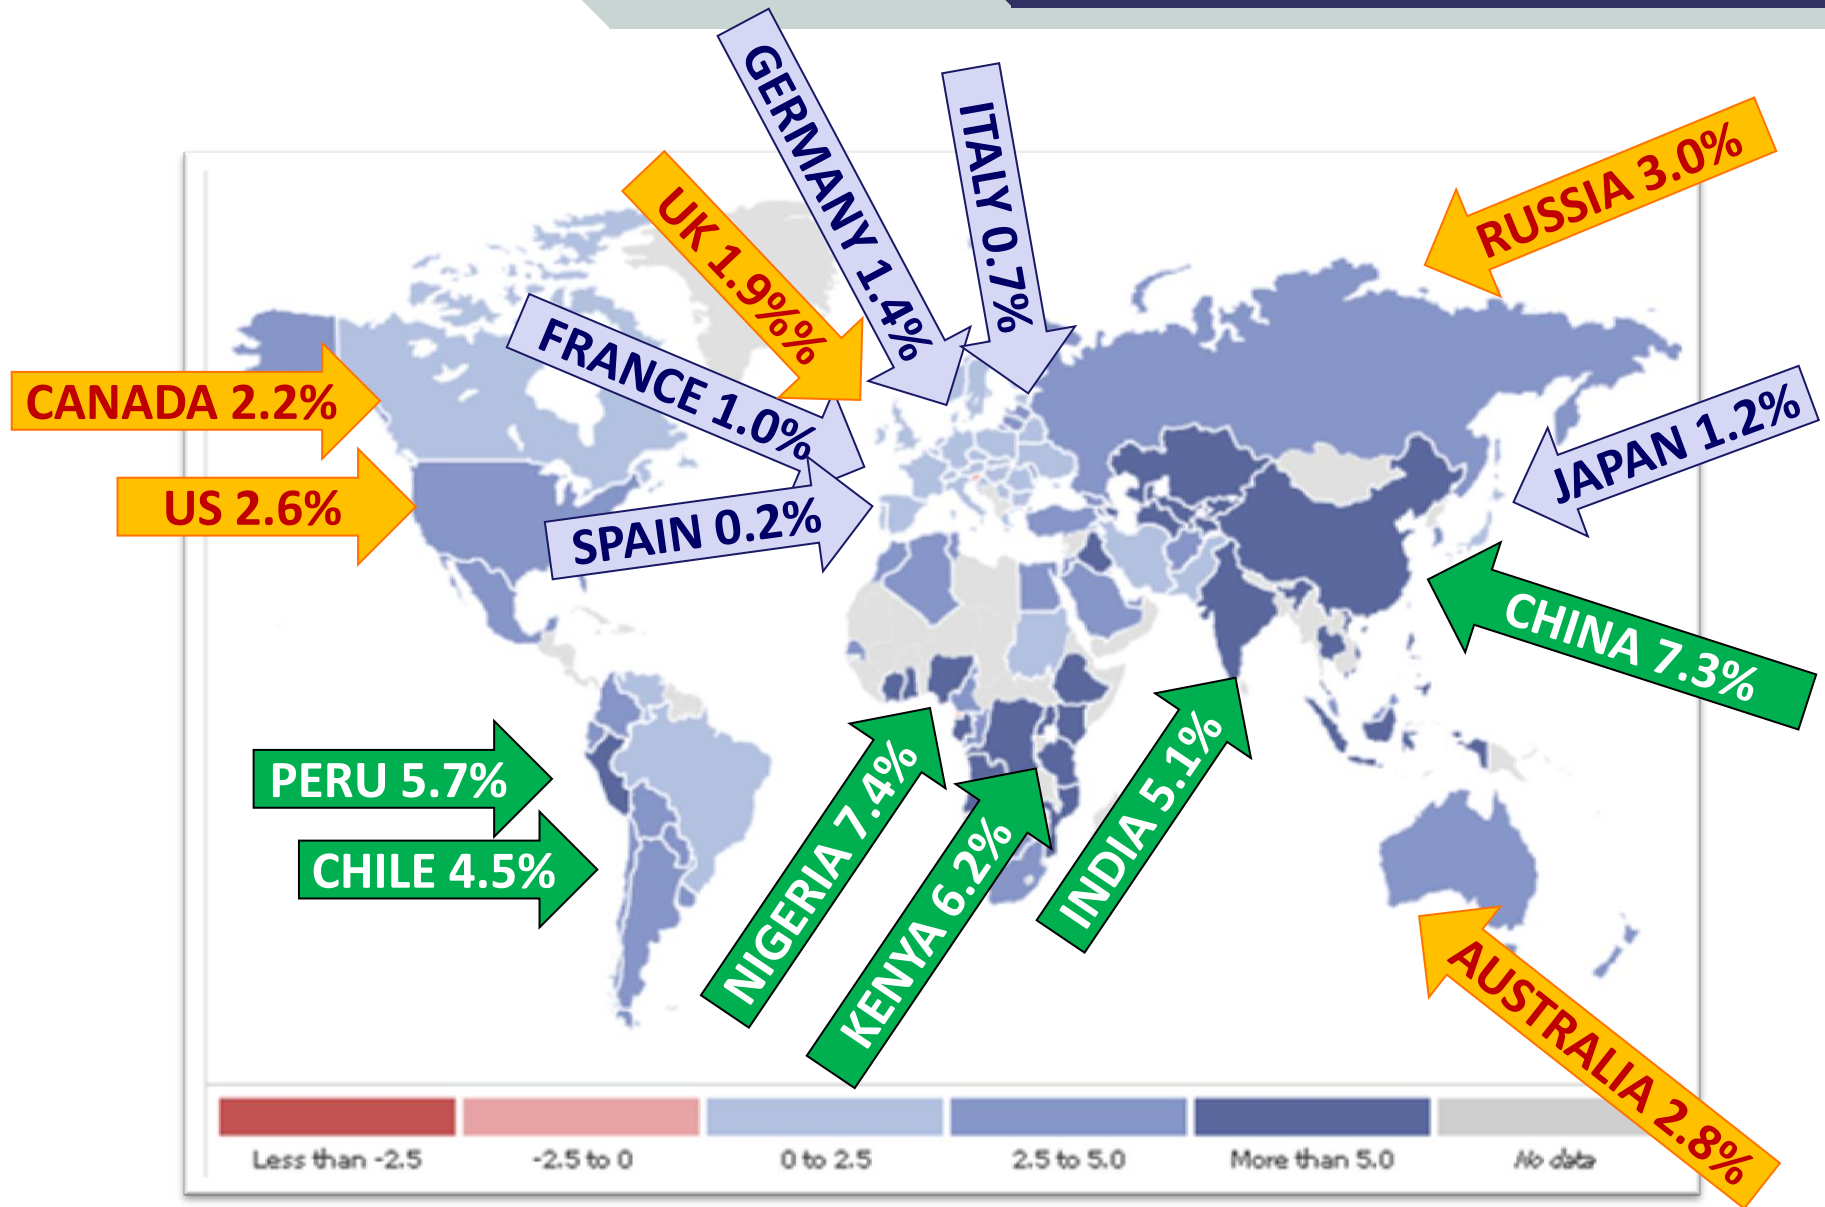 GERMANY 1.4%
ITALY 0.7%
RUSSIA 3.0%
UK 1.9%%
FRANCE 1.0%
CANADA 2.2%
JAPAN 1.2%
US 2.6%
SPAIN 0.2%
CHINA 7.3%
PERU 5.7%
CHILE 4.5%
NIGERIA 7.4%
KENYA 6.2%
INDIA 5.1%
AUSTRALIA 2.8%
Less than -2.5
-2.5 to 0
0 to 2.5
2.5 to 5.0
More than 5.0
No data